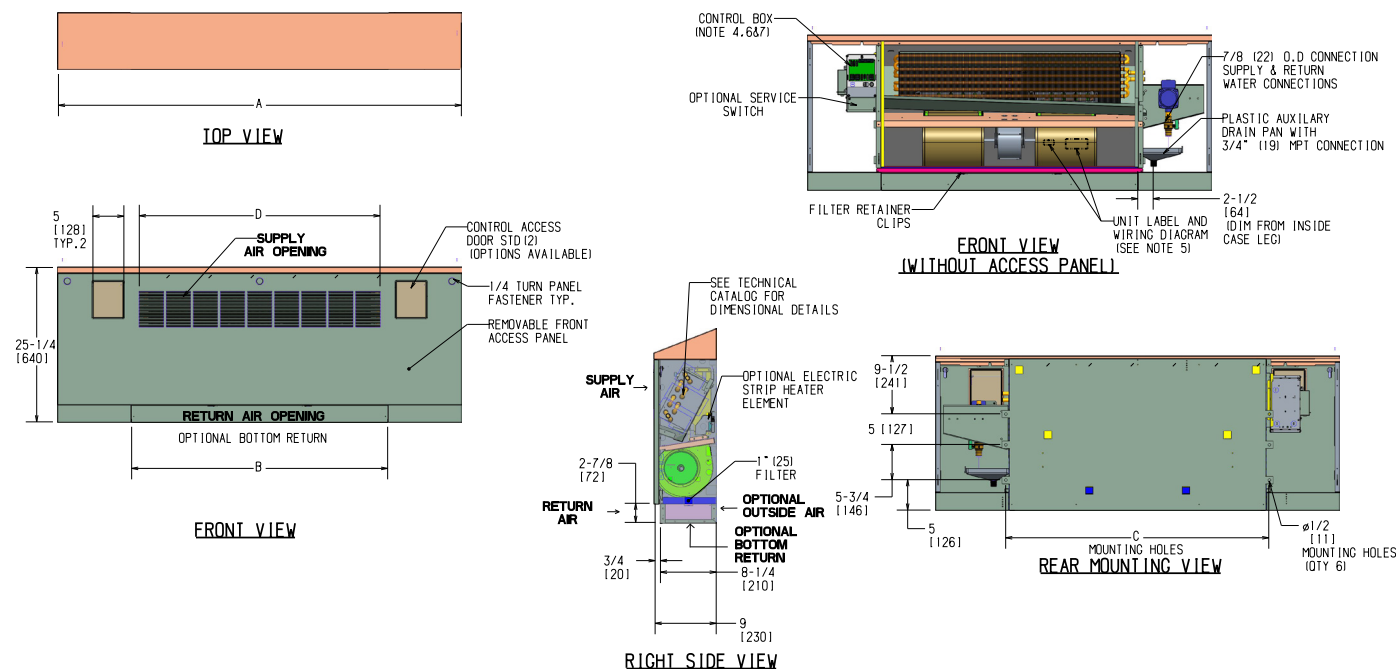 A
TOP VIEW
5
[128]
TYP.2
D
SUPPLY
AIR OPENING
CONTROL ACCESS
DOOR STD(2)
(OPTIONS AVAILABLE)
1/4 TURN PANEL
FASTENER TYP.
REMOVABLE FRONT
ACCESS PANEL
25-1/4
[640]
RETURN AIR OPENING
OPTIONAL BOTTOM RETURN
B
FRONT VIEW
CONTROL BOX
(NOTE 4,6&7)
OPTIONAL SERVICE
SWITCH
7/8 (22) O.D CONNECTION
SUPPLY & RETURN
WATER CONNECTIONS
PLASTIC AUXILARY
DRAIN PAN WITH
3/4" (19) MPT CONNECTION
FILTER RETAINER
CLIPS
UNIT LABEL AND
WIRING DIAGRAM
(SEE NOTE 5)
2-1/2
[64]
(DIM FROM INSIDE
CASE LEG)
FRONT VIEW
(WITHOUT ACCESS PANEL)
SEE TECHNICAL
CATALOG FOR
DIMENSIONAL DETAILS
SUPPLY
AIR
OPTIONAL ELECTRIC
STRIP HEATER
ELEMENT
2-7/8
[72]
1"(25)
FILTER
RETURN
AIR
OPTIONAL
OUTSIDE AIR
OPTIONAL
BOTTOM
RETURN
3/4
[20]
8-1/4
[210]
9
[230]
RIGHT SIDE VIEW
9-1/2
[241]
5 [127]
5-3/4
[146]
5
[126]
C
MOUNTING HOLES
ø1/2
[11]
MOUNTING HOLES
(QTY 6)
REAR MOUNTING VIEW